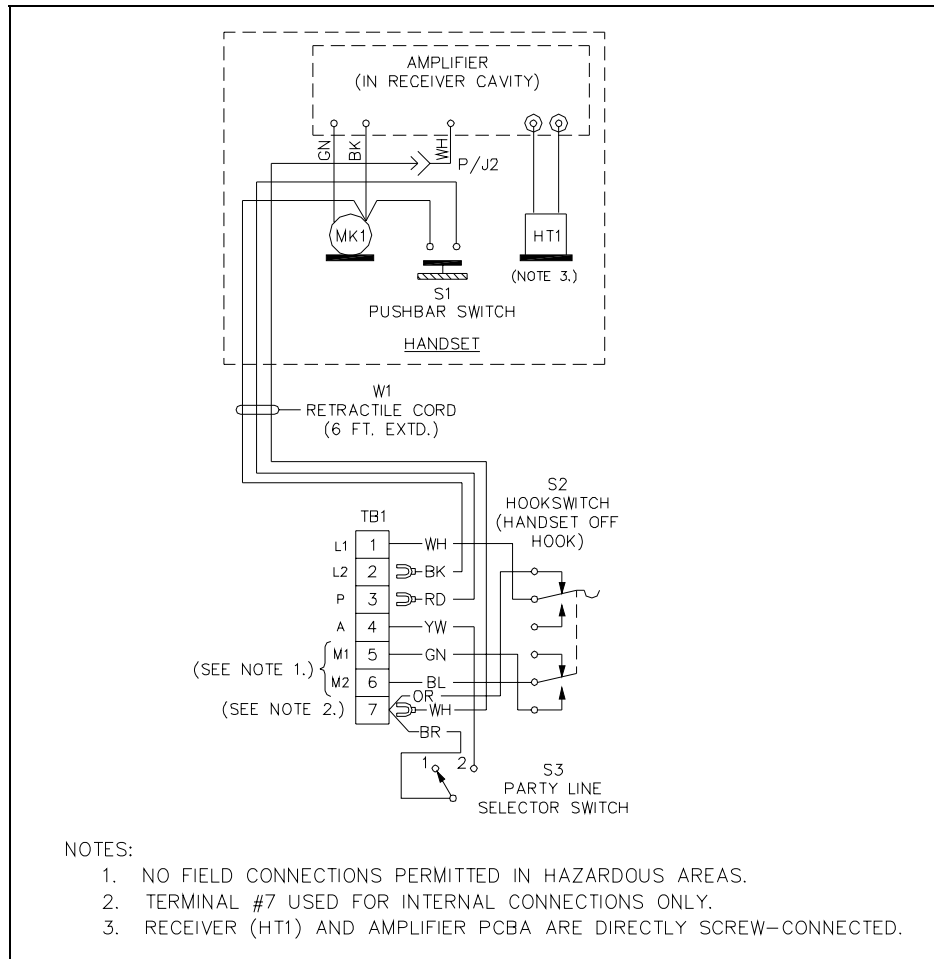 AMPLIFIER
(IN RECEIVER CAVITY)
GN
BK
WH
P/J2
MK1
HT1
(NOTE 3.)
S1
PUSHBAR SWITCH
HANDSET
W1
RETRACTILE CORD
(6 FT. EXTD.)
S2
HOOKSWITCH
(HANDSET OFF
HOOK)
TB1
L1 1 WH
L2 2 BK
P 3 RD
A 4 YW
M1 5 GN
(SEE NOTE 1.)
M2 6 BL
OR
(SEE NOTE 2.) 7 WH
BR
1 2
S3
PARTY LINE
SELECTOR SWITCH
NOTES:
1. NO FIELD CONNECTIONS PERMITTED IN HAZARDOUS AREAS.
2. TERMINAL #7 USED FOR INTERNAL CONNECTIONS ONLY.
3. RECEIVER (HT1) AND AMPLIFIER PCBA ARE DIRECTLY SCREW-CONNECTED.